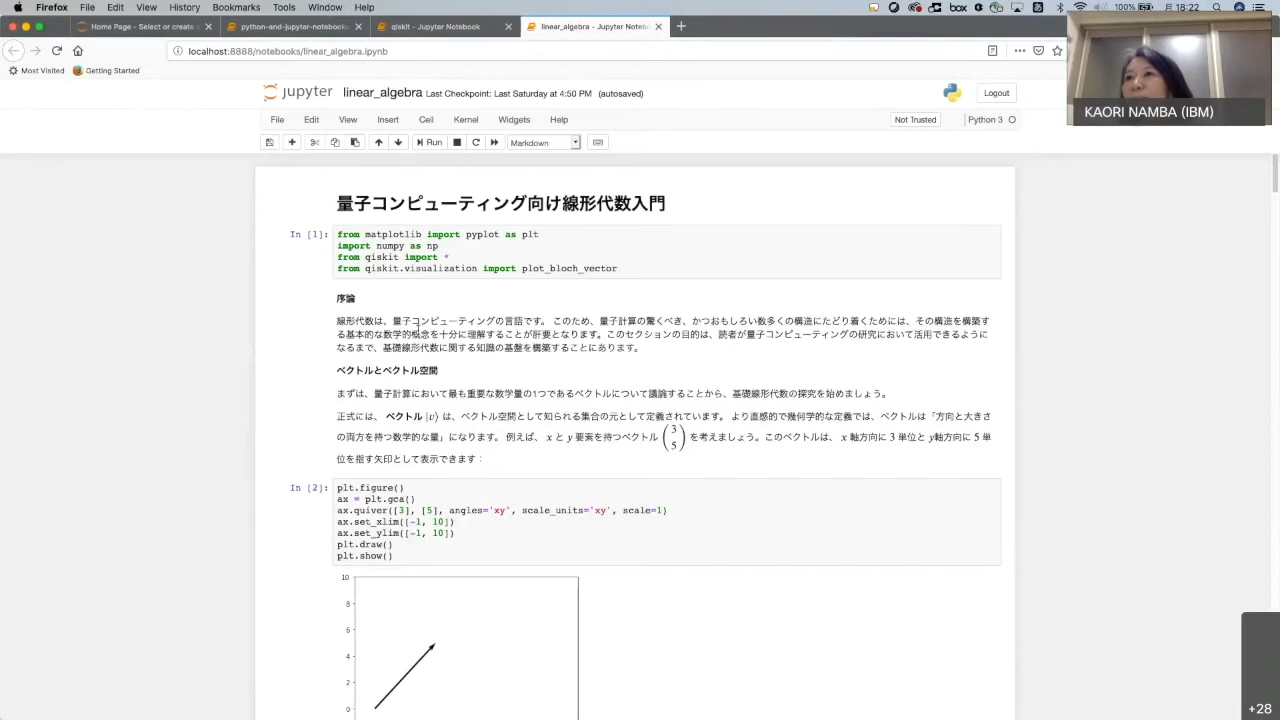 Firefox File Edit View History Bookmarks Tools Window Help
100% Fri 18:22
Home Page - Select or create
python-and-jupyter-notebooks
qiskit - Jupyter Notebook
linear_algebra - Jupyter Noteb
localhost:8888/notebooks/linear_algebra.ipynb
Most Visited Getting Started
jupyter linear_algebra Last Checkpoint: Last Saturday at 4:50 PM (autosaved)
Logout
File Edit View Insert Cell Kernel Widgets Help
Not Trusted Python 3
Run Markdown
KAORI NAMBA (IBM)
量子コンピューティング向け線形代数入門
In [1]: from matplotlib import pyplot as plt
import numpy as np
from qiskit import *
from qiskit.visualization import plot_bloch_vector
序論
線形代数は、量子コンピューティングの言語です。 このため、量子計算の驚くべき、かつおもしろい数多くの構造にたどり着くためには、その構造を構築す
る基本的な数学的概念を十分に理解することが肝要となります。このセクションの目的は、読者が量子コンピューティングの研究において活用できるように
なるまで、基礎線形代数に関する知識の基盤を構築することにあります。
ベクトルとベクトル空間
まずは、量子計算において最も重要な数学量の1つであるベクトルについて議論することから、基礎線形代数の探究を始めましょう。
正式には、 ベクトル |v⟩ は、ベクトル空間として知られる集合の元として定義されています。 より直感的で幾何学的な定義では、ベクトルは「方向と大きさ
の両方を持つ数学的な量」になります。 例えば、 x と y 要素を持つベクトル (3 5) を考えましょう。このベクトルは、 x 軸方向に 3 単位と y軸方向に 5 単
位を指す矢印として表示できます：
In [2]: plt.figure()
ax = plt.gca()
ax.quiver([3], [5], angles='xy', scale_units='xy', scale=1)
ax.set_xlim([-1, 10])
ax.set_ylim([-1, 10])
plt.draw()
plt.show()
10
8
6
4
2
0
+28